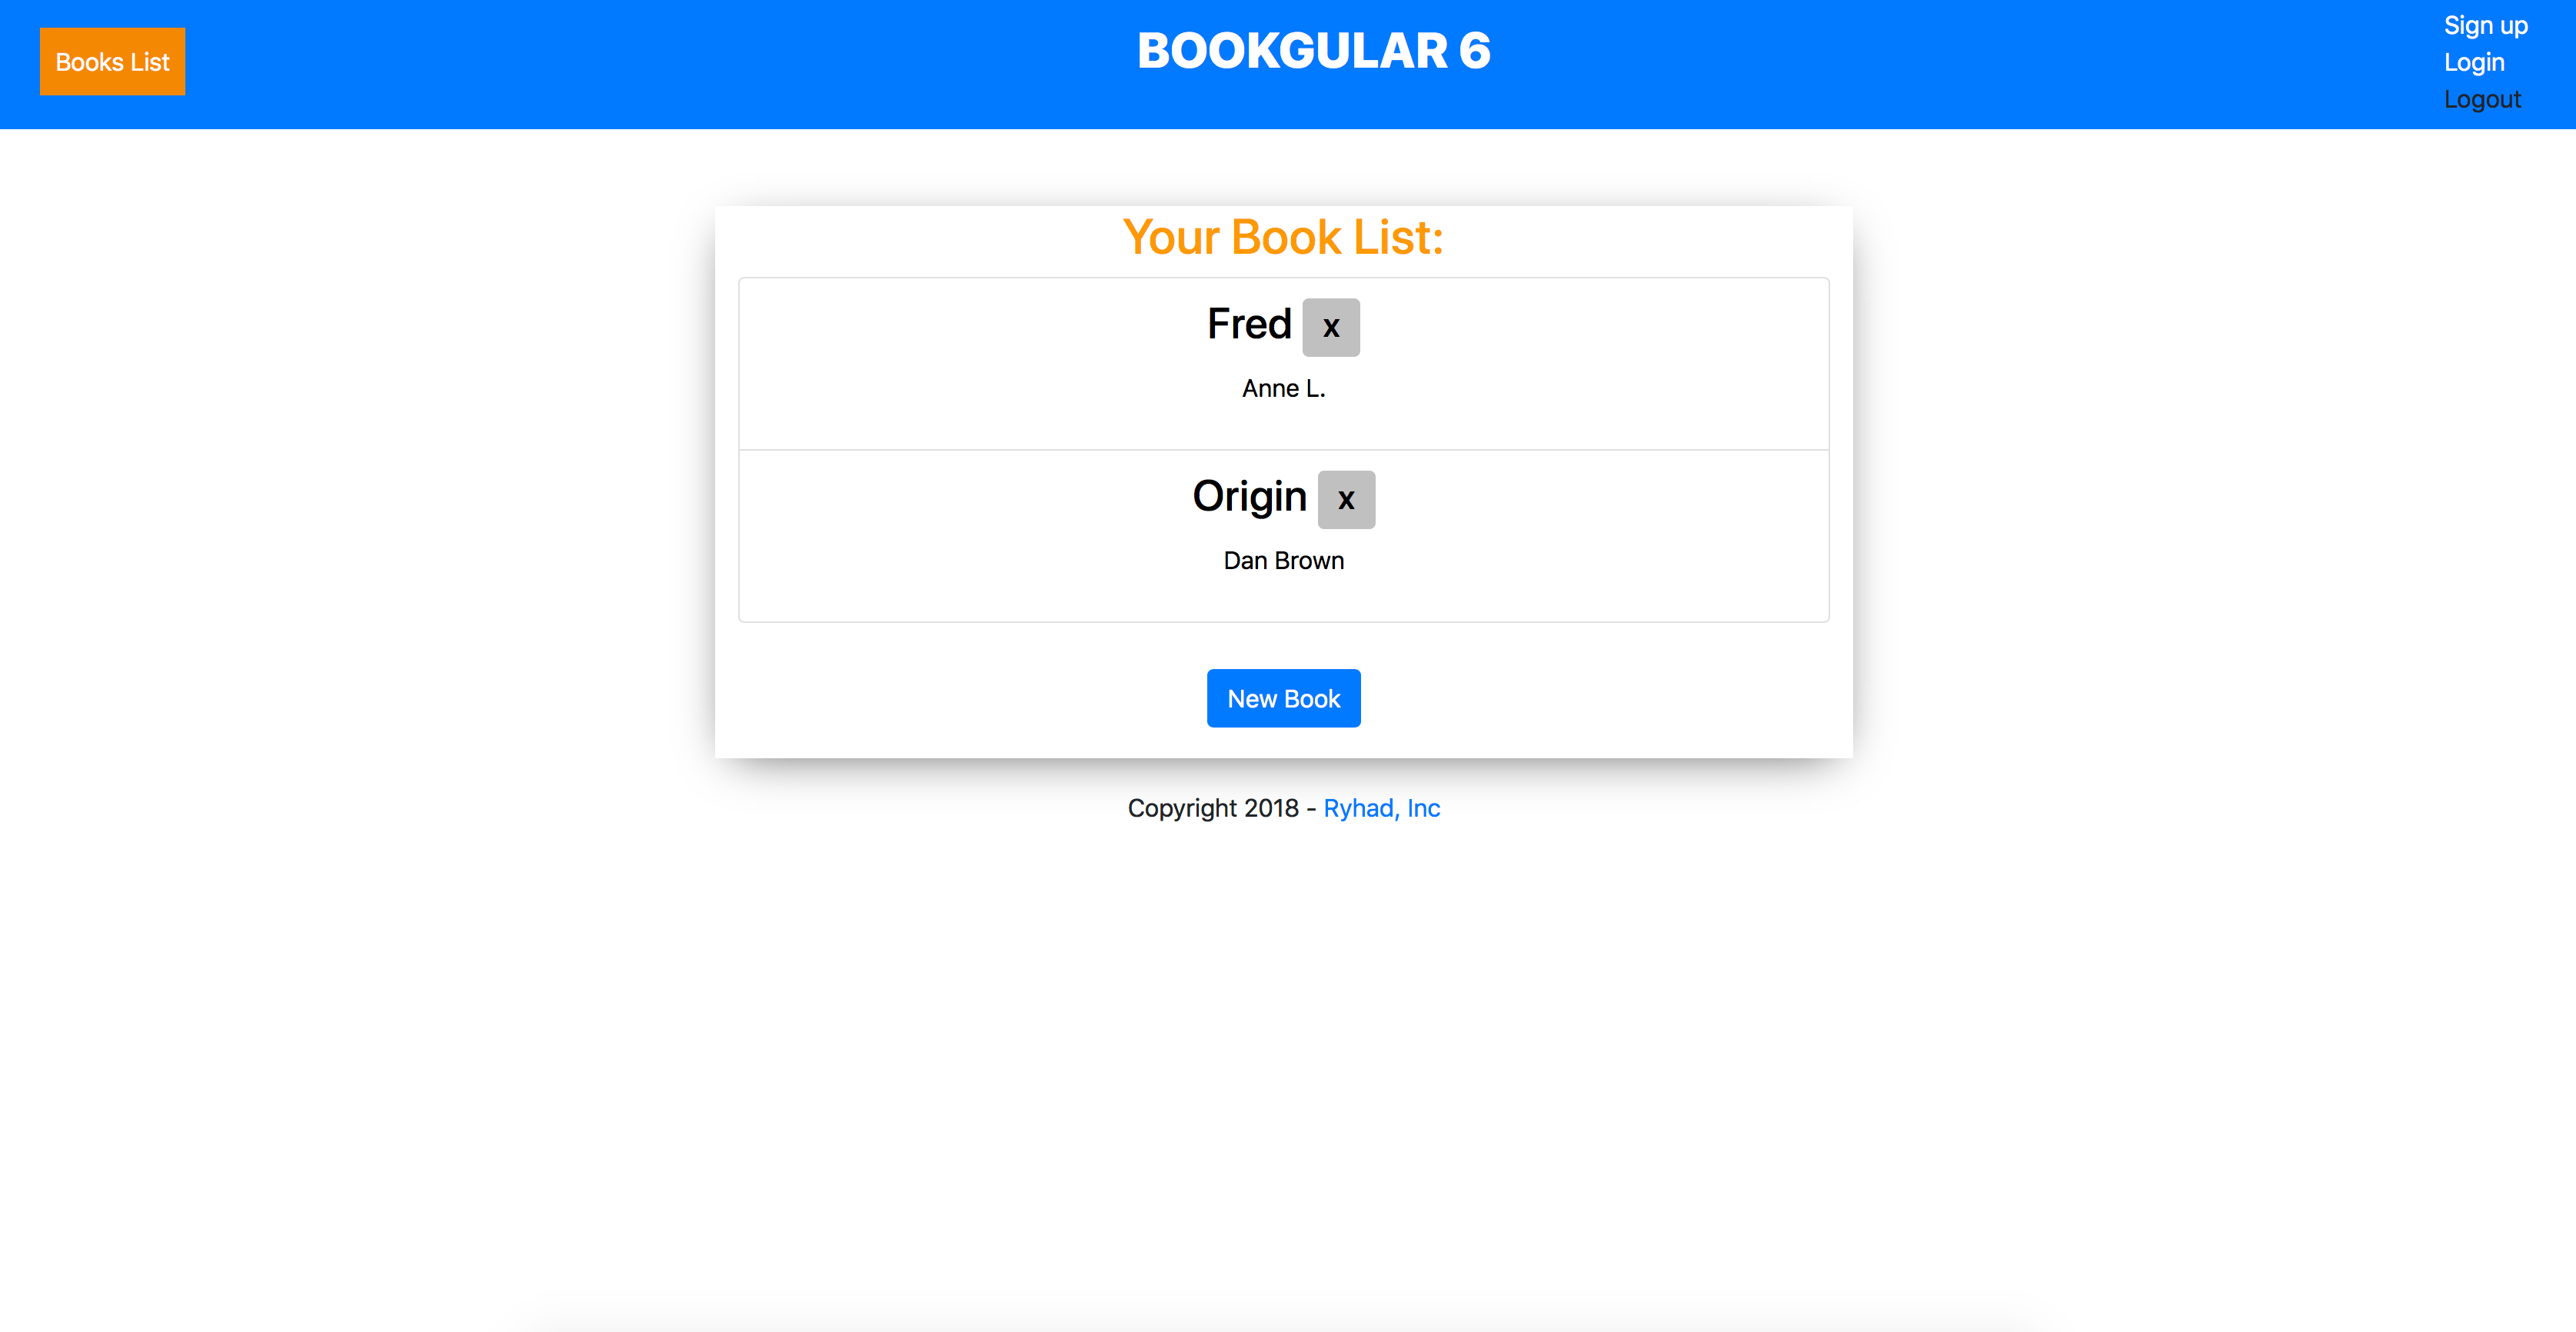 Books List
BOOKGULAR 6
Sign up
Login
Logout
Your Book List:
Fred x
Anne L.
Origin x
Dan Brown
New Book
Copyright 2018 - Ryhad, Inc